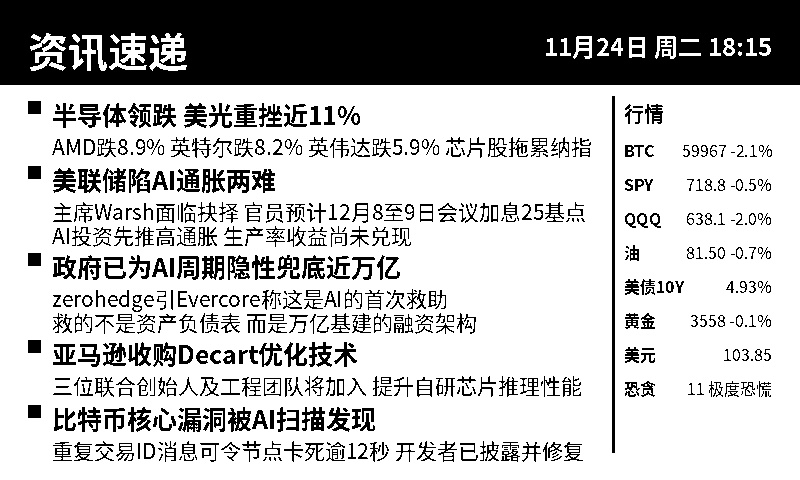 资讯速递
11月24日 周二 18:15
半导体领跌 美光重挫近11%
AMD跌8.9% 英特尔跌8.2% 英伟达跌5.9% 芯片股拖累纳指
美联储陷AI通胀两难
主席Warsh面临抉择 官员预计12月8至9日会议加息25基点
AI投资先推高通胀 生产率收益尚未兑现
政府已为AI周期隐性兜底近万亿
zerohedge引Evercore称这是AI的首次救助
救的不是资产负债表 而是万亿基建的融资架构
亚马逊收购Decart优化技术
三位联合创始人及工程团队将加入 提升自研芯片推理性能
比特币核心漏洞被AI扫描发现
重复交易ID消息可令节点卡死逾12秒 开发者已披露并修复
行情
BTC 59967 -2.1%
SPY 718.8 -0.5%
QQQ 638.1 -2.0%
油 81.50 -0.7%
美债10Y 4.93%
黄金 3558 -0.1%
美元 103.85
恐贪 11 极度恐慌